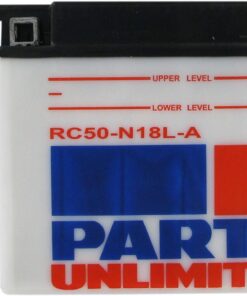 UPPER LEVEL
LOWER LEVEL
RC50-N18L-A
PART
UNLIMIT